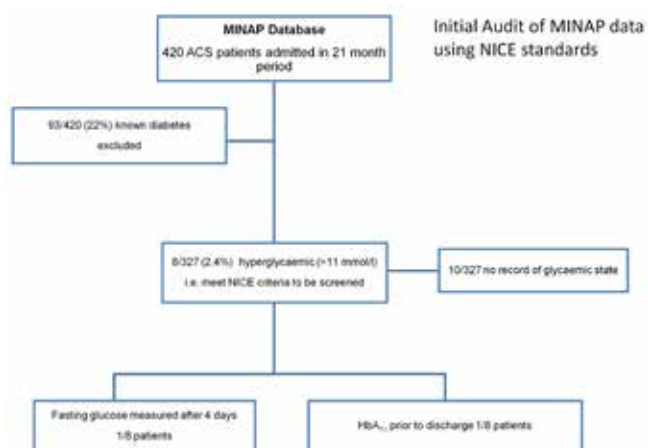 MINAP Database
420 ACS patients admitted in 21 month
period
Initial Audit of MINAP data
using NICE standards
93/420 (22%) known diabetes
excluded
8/327 (2.4%) hyperglycaemic (>11 mmol/l)
i.e. meet NICE criteria to be screened
10/327 no record of glycaemic state
Fasting glucose measured after 4 days
1/8 patients
HbA₁c prior to discharge 1/8 patients